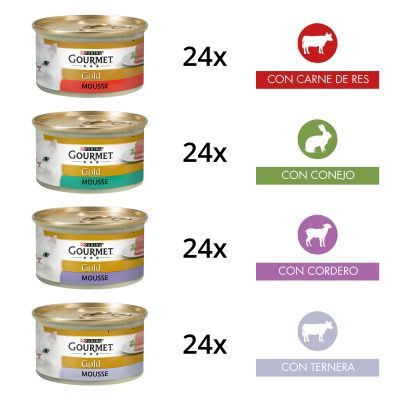 PURINA
GOURMET
Gold
MOUSSE
24x
CON CARNE DE RES
PURINA
GOURMET
Gold
MOUSSE
24x
CON CONEJO
PURINA
GOURMET
Gold
MOUSSE
24x
CON CORDERO
PURINA
GOURMET
Gold
MOUSSE
24x
CON TERNERA